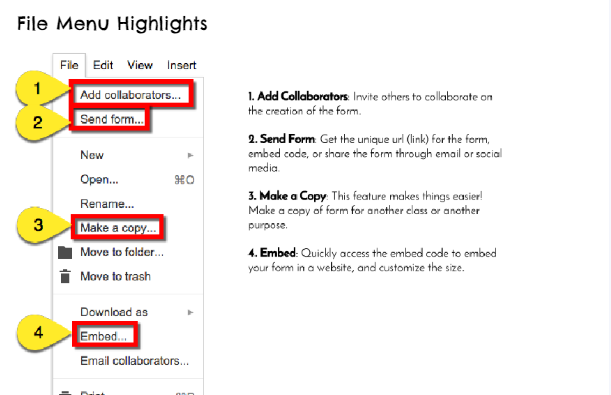 File Menu Highlights
File Edit View Insert
1 Add collaborators...
2 Send form...
New
Open... ⌘O
Rename...
3 Make a copy...
Move to folder...
Move to trash
Download as
4 Embed...
Email collaborators...
Print
1. Add Collaborators: Invite others to collaborate on
the creation of the form.
2. Send Form: Get the unique url (link) for the form,
embed code, or share the form through email or social
media.
3. Make a Copy: This feature makes things easier!
Make a copy of form for another class or another
purpose.
4. Embed: Quickly access the embed code to embed
your form in a website, and customize the size.